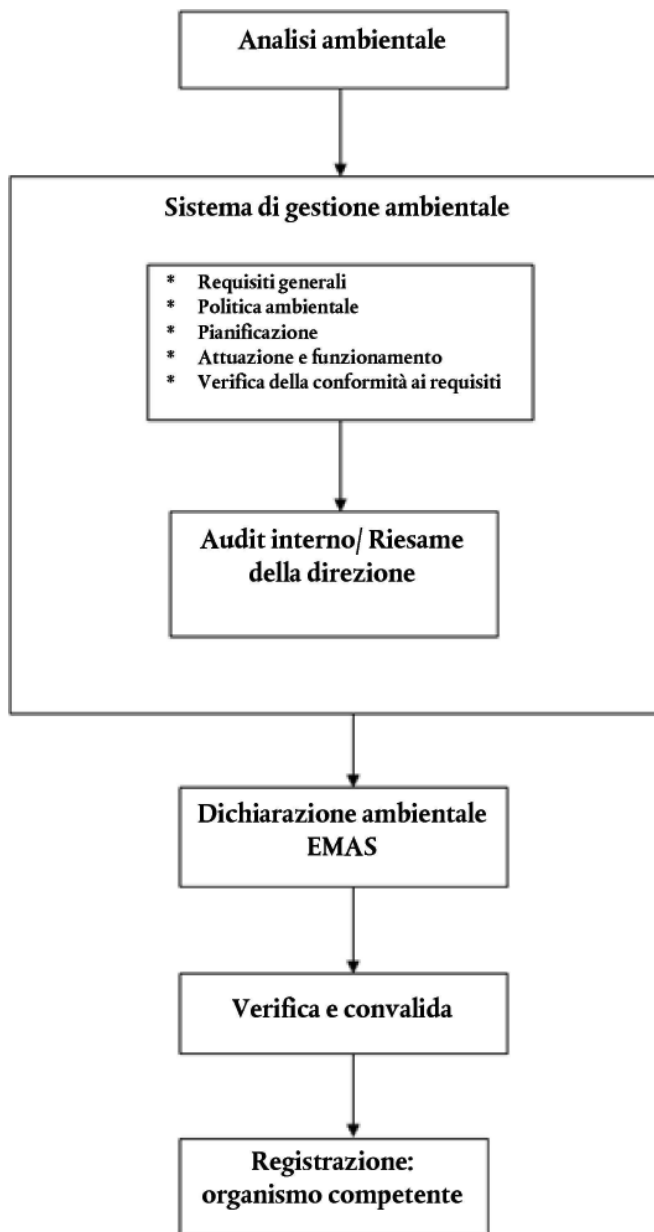 Analisi ambientale
Sistema di gestione ambientale
* Requisiti generali
* Politica ambientale
* Pianificazione
* Attuazione e funzionamento
* Verifica della conformità ai requisiti
Audit interno/ Riesame
della direzione
Dichiarazione ambientale
EMAS
Verifica e convalida
Registrazione:
organismo competente